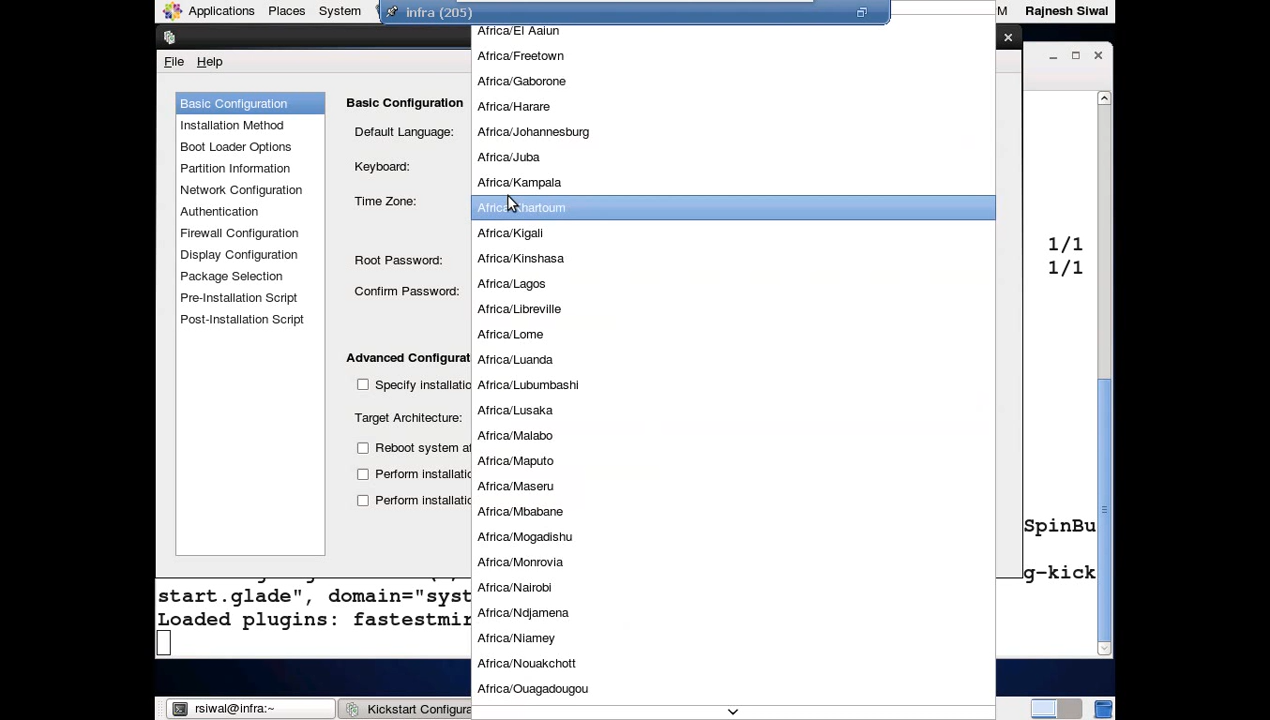 Applications Places System infra (205) M Rajnesh Siwal
File Help
Basic Configuration
Installation Method
Boot Loader Options
Partition Information
Network Configuration
Authentication
Firewall Configuration
Display Configuration
Package Selection
Pre-Installation Script
Post-Installation Script
Basic Configuration
Default Language:
Keyboard:
Time Zone:
Root Password:
Confirm Password:
Advanced Configurat
Specify installatio
Target Architecture:
Reboot system af
Perform installatic
Perform installatic
Africa/El Aaiun
Africa/Freetown
Africa/Gaborone
Africa/Harare
Africa/Johannesburg
Africa/Juba
Africa/Kampala
Africa/Khartoum
Africa/Kigali
Africa/Kinshasa
Africa/Lagos
Africa/Libreville
Africa/Lome
Africa/Luanda
Africa/Lubumbashi
Africa/Lusaka
Africa/Malabo
Africa/Maputo
Africa/Maseru
Africa/Mbabane
Africa/Mogadishu
Africa/Monrovia
Africa/Nairobi
Africa/Ndjamena
Africa/Niamey
Africa/Nouakchott
Africa/Ouagadougou
1/1
1/1
SpinBu
g-kick
start.glade", domain="syst
Loaded plugins: fastestmir
rsiwal@infra:~ Kickstart Configura